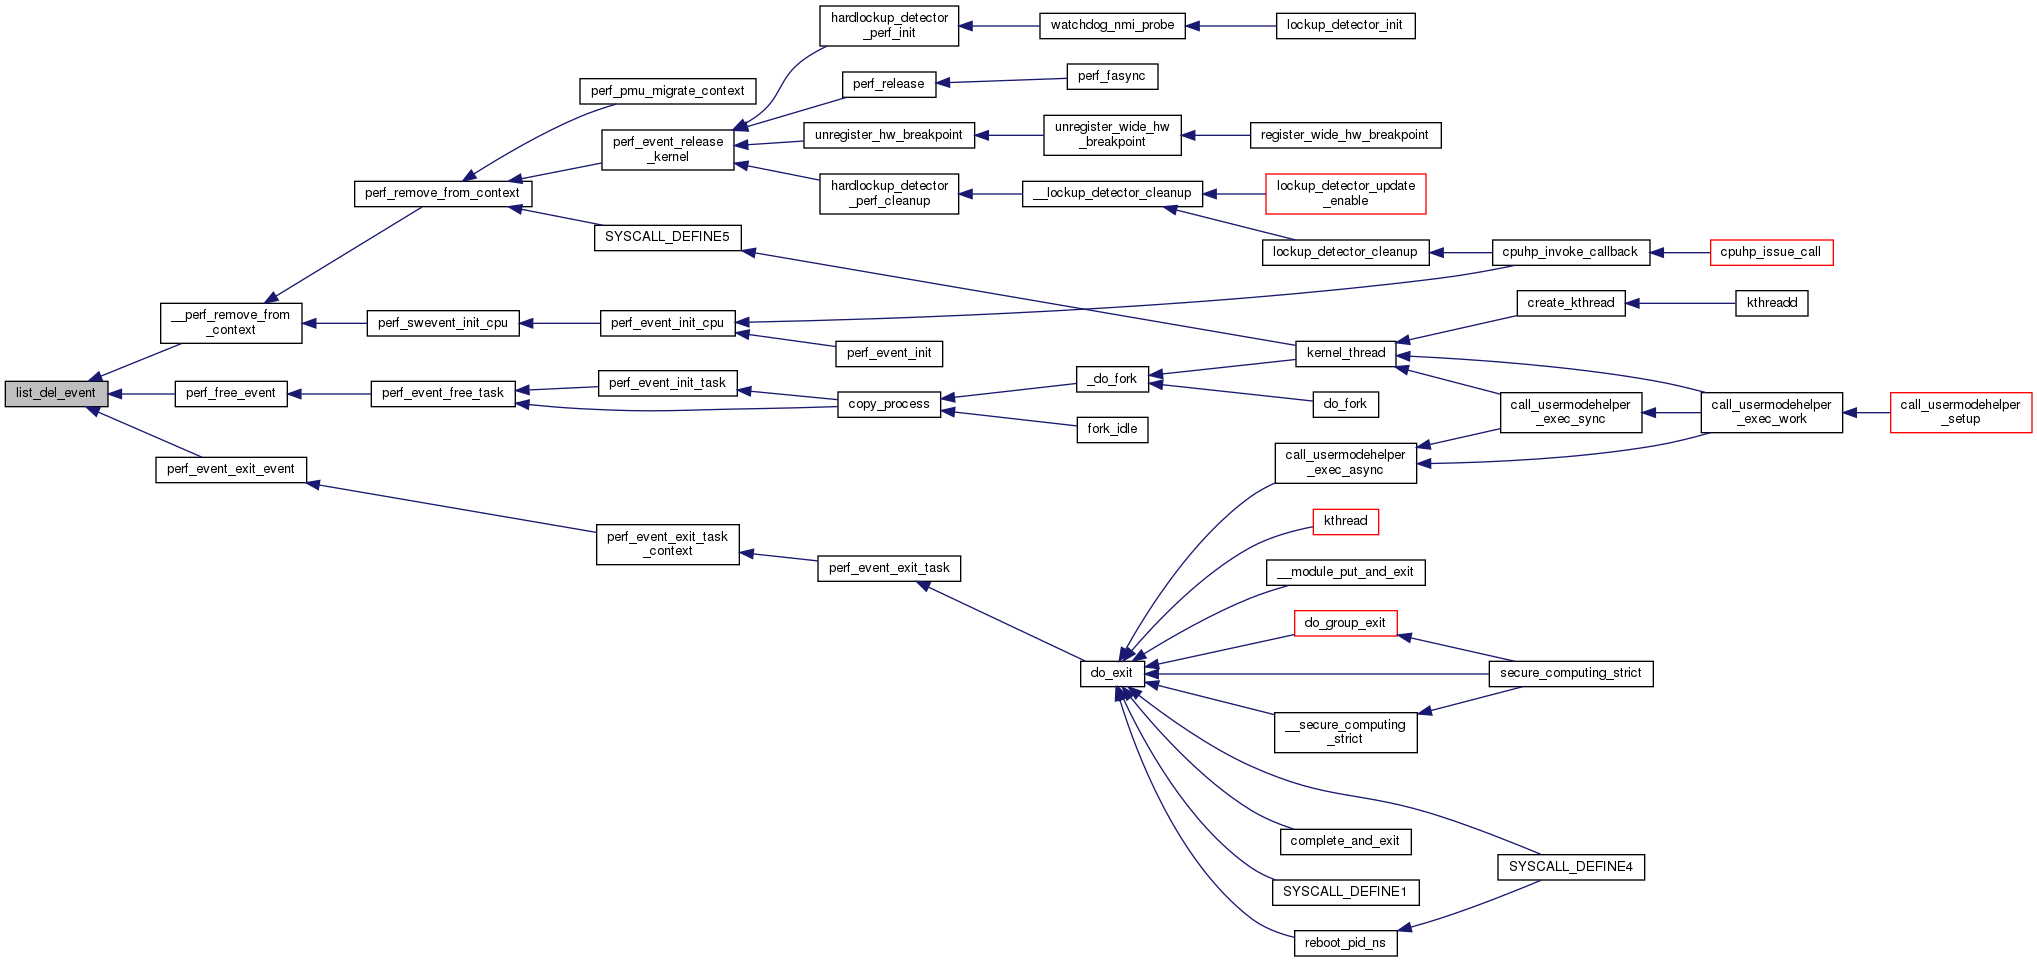 hardlockup_detector
_perf_init
watchdog_nmi_probe
lockup_detector_init
perf_pmu_migrate_context
perf_release
perf_fasync
perf_event_release
_kernel
unregister_hw_breakpoint
unregister_wide_hw
_breakpoint
register_wide_hw_breakpoint
perf_remove_from_context
hardlockup_detector
_perf_cleanup
__lockup_detector_cleanup
lockup_detector_update
_enable
SYSCALL_DEFINE5
lockup_detector_cleanup
cpuhp_invoke_callback
cpuhp_issue_call
__perf_remove_from
_context
perf_swevent_init_cpu
perf_event_init_cpu
perf_event_init
create_kthread
kthreadd
kernel_thread
list_del_event
perf_free_event
perf_event_free_task
perf_event_init_task
copy_process
_do_fork
do_fork
fork_idle
call_usermodehelper
_exec_sync
call_usermodehelper
_exec_work
call_usermodehelper
_setup
call_usermodehelper
_exec_async
perf_event_exit_event
perf_event_exit_task
_context
perf_event_exit_task
kthread
__module_put_and_exit
do_group_exit
do_exit
secure_computing_strict
__secure_computing
_strict
complete_and_exit
SYSCALL_DEFINE4
SYSCALL_DEFINE1
reboot_pid_ns